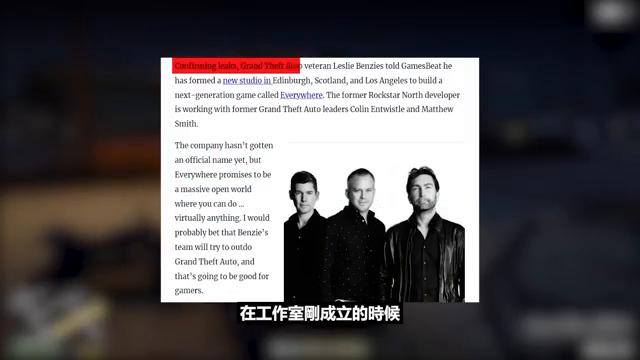 Confirming leaks, Grand Theft Auto veteran Leslie Benzies told GamesBeat he
has formed a new studio in Edinburgh, Scotland, and Los Angeles to build a
next-generation game called Everywhere. The former Rockstar North developer
is working with former Grand Theft Auto leaders Colin Entwistle and Matthew
Smith.
The company hasn't gotten
an official name yet, but
Everywhere promises to be
a massive open world
where you can do ...
virtually anything. I would
probably bet that Benzie's
team will try to outdo
Grand Theft Auto, and
that's going to be good for
gamers.
在工作室剛成立的時候